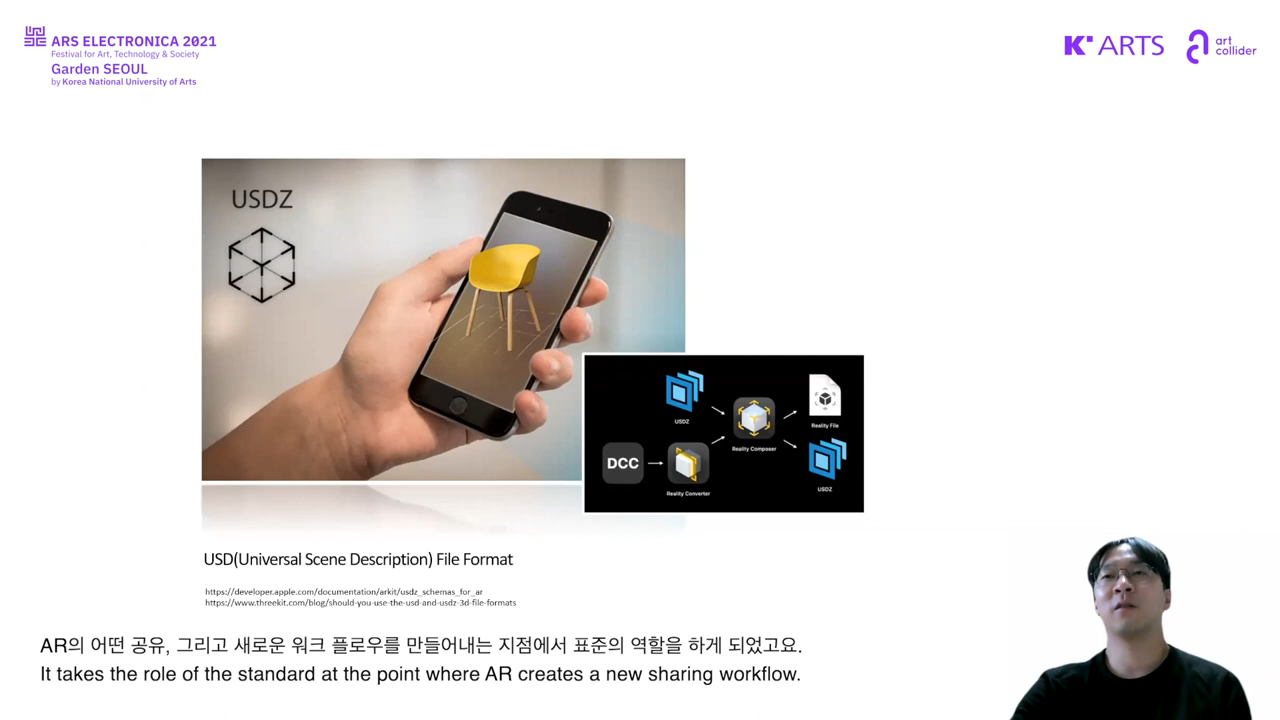 ARS ELECTRONICA 2021
Festival for Art, Technology & Society
Garden SEOUL
by Korea National University of Arts
K ARTS
art
collider
USDZ
USDZ
Reality File
Reality Composer
DCC
Reality Converter
USDZ
USD(Universal Scene Description) File Format
https://developer.apple.com/documentation/arkit/usdz_schemas_for_ar
https://www.threekit.com/blog/should-you-use-the-usd-and-usdz-3d-file-formats
AR의 어떤 공유, 그리고 새로운 워크 플로우를 만들어내는 지점에서 표준의 역할을 하게 되었고요.
It takes the role of the standard at the point where AR creates a new sharing workflow.